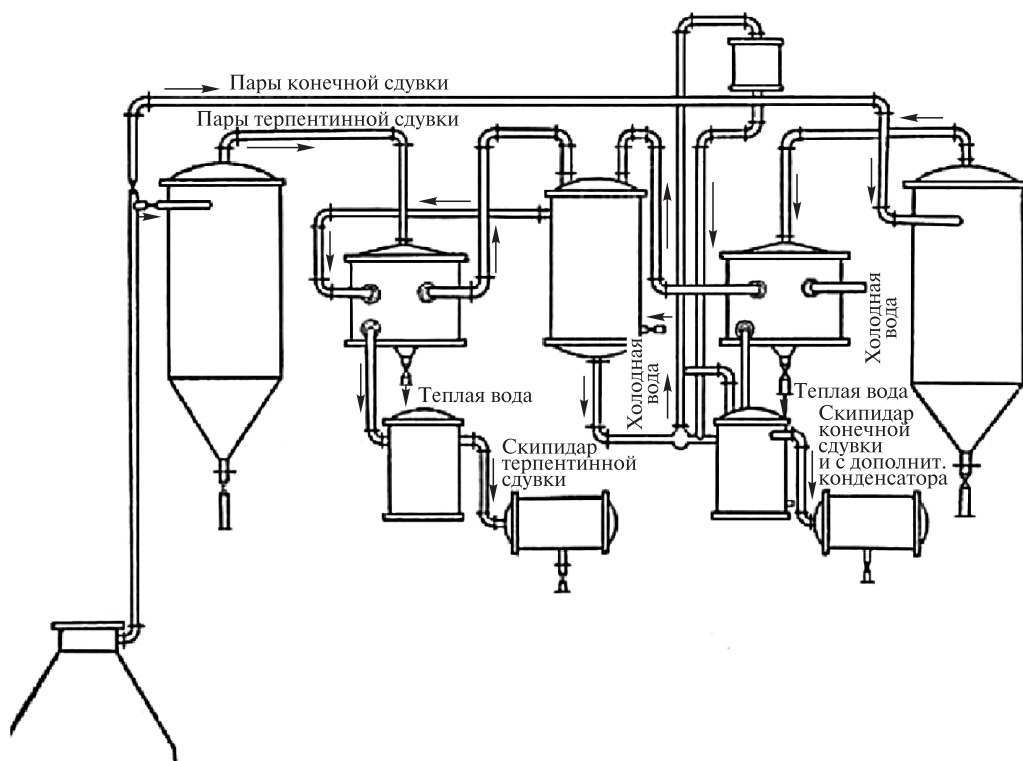 Пары конечной сдувки
Пары терпентинной сдувки
Холодная
вода
Холодная
вода
Теплая вода
Теплая вода
Скипидар
терпентинной
сдувки
Скипидар
конечной
сдувки
и с дополнит.
конденсатора